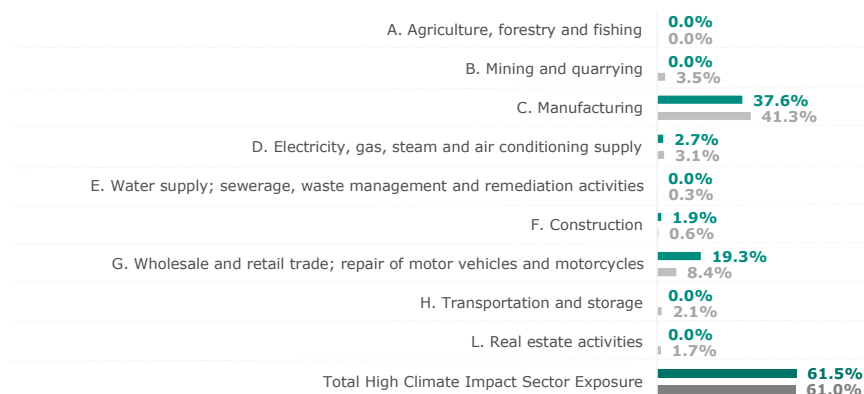 A. Agriculture, forestry and fishing 0.0%
0.0%
B. Mining and quarrying 0.0%
3.5%
C. Manufacturing 37.6%
41.3%
D. Electricity, gas, steam and air conditioning supply 2.7%
3.1%
E. Water supply; sewerage, waste management and remediation activities 0.0%
0.3%
F. Construction 1.9%
0.6%
G. Wholesale and retail trade; repair of motor vehicles and motorcycles 19.3%
8.4%
H. Transportation and storage 0.0%
2.1%
L. Real estate activities 0.0%
1.7%
Total High Climate Impact Sector Exposure 61.5%
61.0%